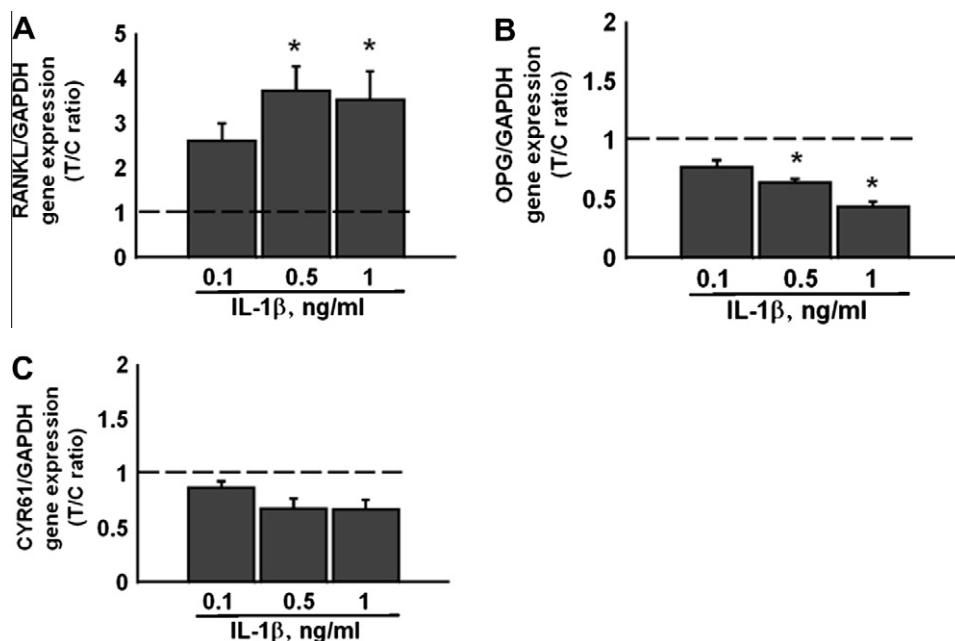 A
RANKL/GAPDH
gene expression
(T/C ratio)
5
4
3
2
1
0
*
*
0.1 0.5 1
IL-1β, ng/ml
B
OPG/GAPDH
gene expression
(T/C ratio)
2
1.5
1
0.5
0
*
*
0.1 0.5 1
IL-1β, ng/ml
C
CYR61/GAPDH
gene expression
(T/C ratio)
2
1.5
1
0.5
0
0.1 0.5 1
IL-1β, ng/ml